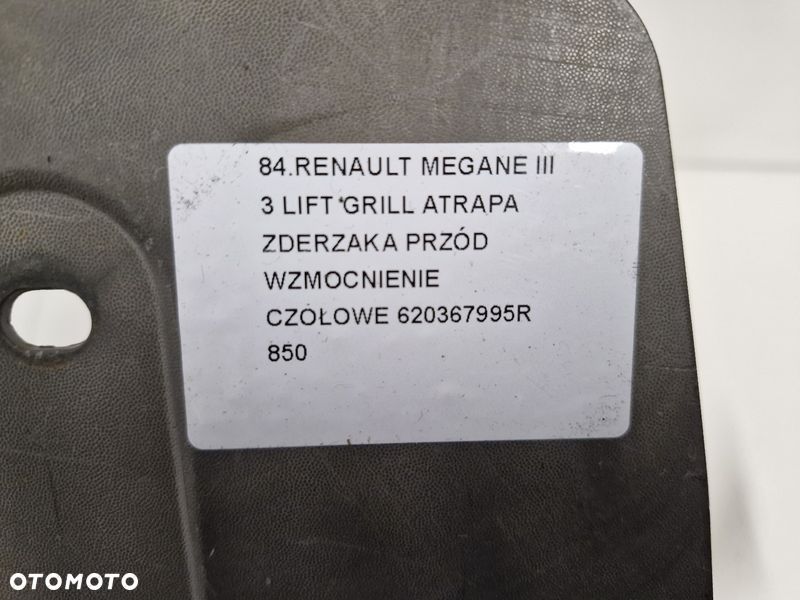 84.RENAULT MEGANE III
3 LIFT GRILL ATRAPA
ZDERZAKA PRZÓD
WZMOCNIENIE
CZOŁOWE 620367995R
850
OTOMOTO